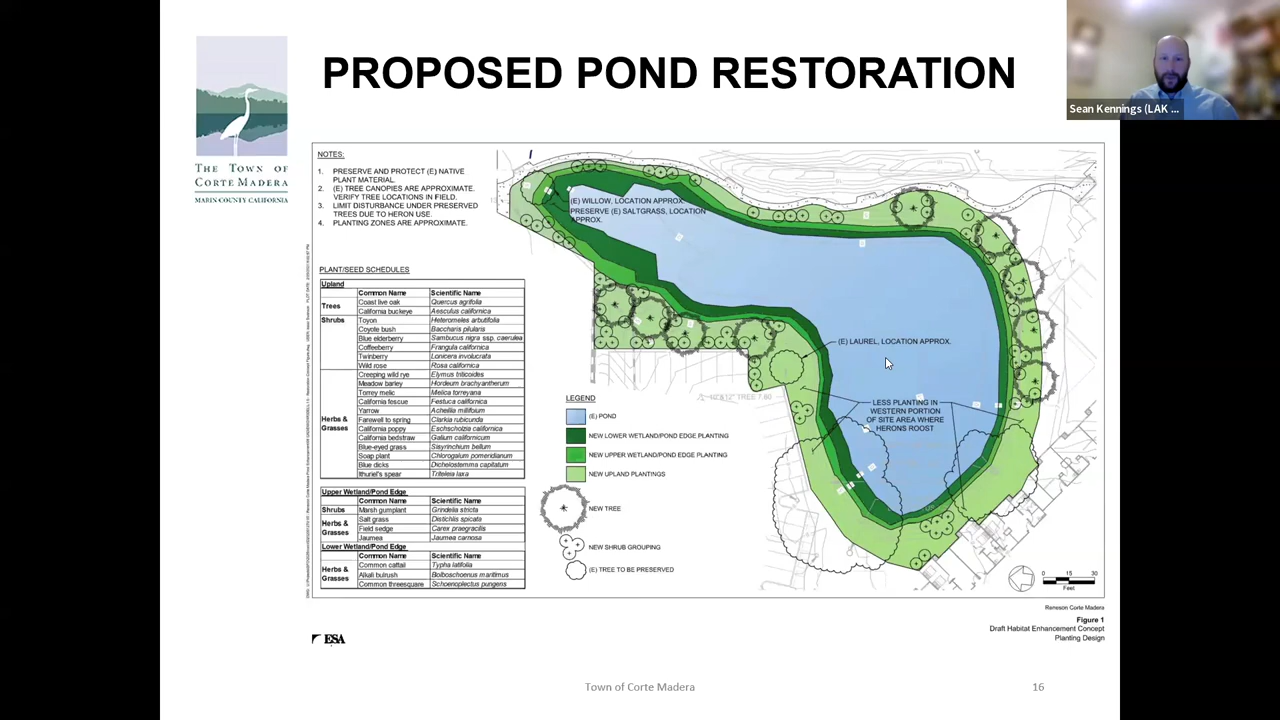 PROPOSED POND RESTORATION
Sean Kennings (LAK ...
THE TOWN OF
CORTE MADERA
MARIN COUNTY CALIFORNIA
NOTES:
1. PRESERVE AND PROTECT (E) NATIVE
PLANT MATERIAL.
2. (E) TREE CANOPIES ARE APPROXIMATE.
VERIFY TREE LOCATIONS IN FIELD.
3. LIMIT DISTURBANCE UNDER PRESERVED
TREES DUE TO HERON USE.
4. PLANTING ZONES ARE APPROXIMATE.
(E) WILLOW, LOCATION APPROX.
PRESERVE (E) SALTGRASS, LOCATION
APPROX.
(E) LAUREL, LOCATION APPROX.
LESS PLANTING IN
WESTERN PORTION
OF SITE AREA WHERE
HERONS ROOST
PLANT/SEED SCHEDULES
Upland
Common Name Scientific Name
Trees Coast live oak Quercus agrifolia
California buckeye Aesculus californica
Shrubs Toyon Heteromeles arbutifolia
Coyote bush Baccharis pilularis
Blue elderberry Sambucus nigra ssp. caerulea
Coffeeberry Frangula californica
Twinberry Lonicera involucrata
Wild rose Rosa californica
Herbs & Grasses Creeping wild rye Elymus triticoides
Meadow barley Hordeum brachyantherum
Torrey melic Melica torreyana
California fescue Festuca californica
Yarrow Achellia millifolum
Farewell to spring Clarkia rubicunda
California poppy Eschscholzia californica
California bedstraw Galium californicum
Blue-eyed grass Sisyrinchium bellum
Soap plant Chlorogalum pomeridianum
Blue dicks Dichelostemma capitatum
Ithuriel's spear Triteleia laxa
Upper Wetland/Pond Edge
Common Name Scientific Name
Shrubs Marsh gumplant Grindelia stricta
Herbs & Grasses Salt grass Distichlis spicata
Field sedge Carex praegracilis
Jaumea Jaumea carnosa
Lower Wetland/Pond Edge
Common Name Scientific Name
Herbs & Grasses Common cattail Typha latifolia
Alkali bulrush Bolboschoenus maritimus
Common threesquare Schoenoplectus pungens
LEGEND
(E) POND
NEW LOWER WETLAND/POND EDGE PLANTING
NEW UPPER WETLAND/POND EDGE PLANTING
NEW UPLAND PLANTINGS
NEW TREE
NEW SHRUB GROUPING
(E) TREE TO BE PRESERVED
0 15 30
Feet
Reneson Corte Madera
Figure 1
Draft Habitat Enhancement Concept
Planting Design
ESA
Town of Corte Madera
16